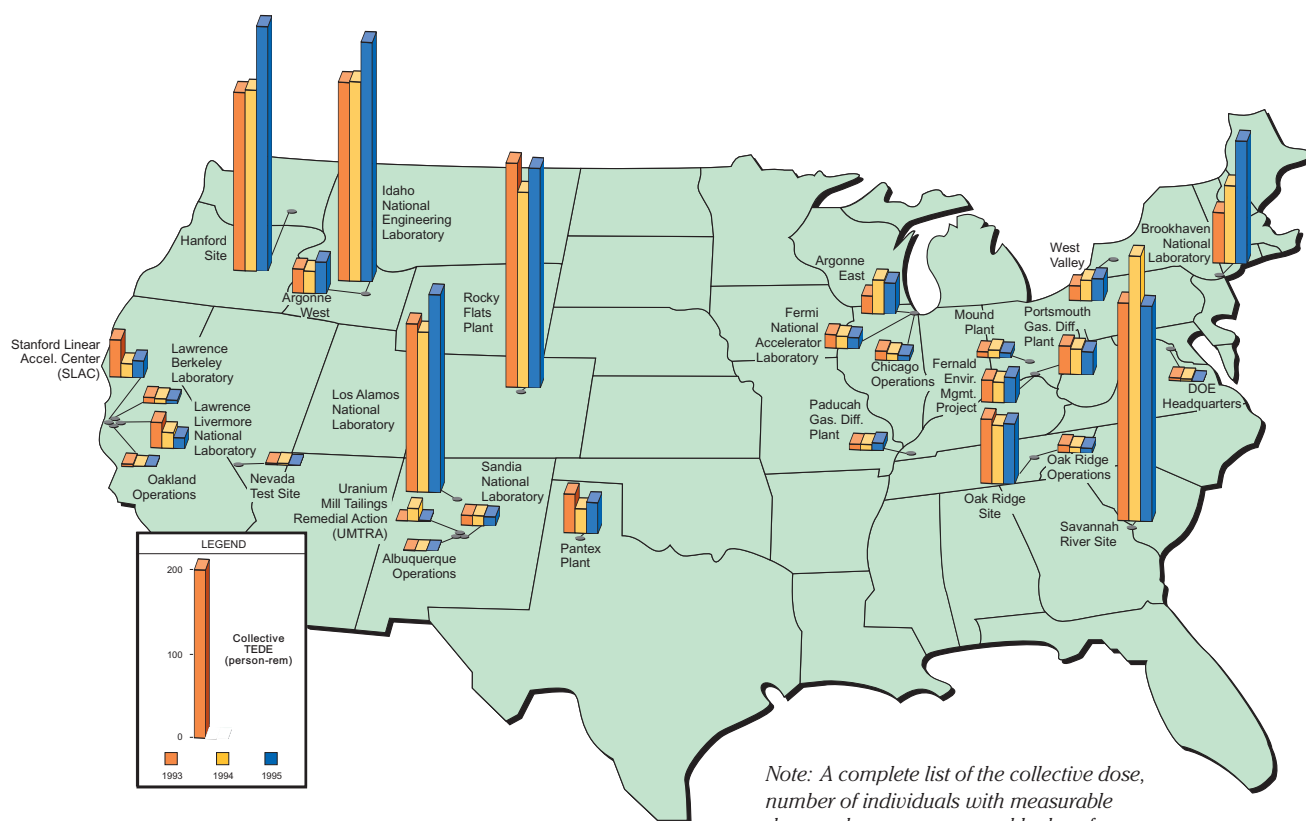 Hanford
Site
Idaho
National
Engineering
Laboratory
Argonne
West
Rocky
Flats
Plant
Stanford Linear
Accel. Center
(SLAC)
Lawrence
Berkeley
Laboratory
Lawrence
Livermore
National
Laboratory
Oakland
Operations
Nevada
Test Site
Los Alamos
National
Laboratory
Uranium
Mill Tailings
Remedial Action
(UMTRA)
Albuquerque
Operations
Sandia
National
Laboratory
Pantex
Plant
Argonne
East
Fermi
National
Accelerator
Laboratory
Chicago
Operations
Mound
Plant
Fernald
Envir.
Mgmt.
Project
Paducah
Gas. Diff.
Plant
West
Valley
Portsmouth
Gas. Diff.
Plant
Brookhaven
National
Laboratory
DOE
Headquarters
Oak Ridge
Operations
Oak Ridge
Site
Savannah
River Site
LEGEND
200
100
0
Collective
TEDE
(person-rem)
1993 1994 1995
Note: A complete list of the collective dose,
number of individuals with measurable